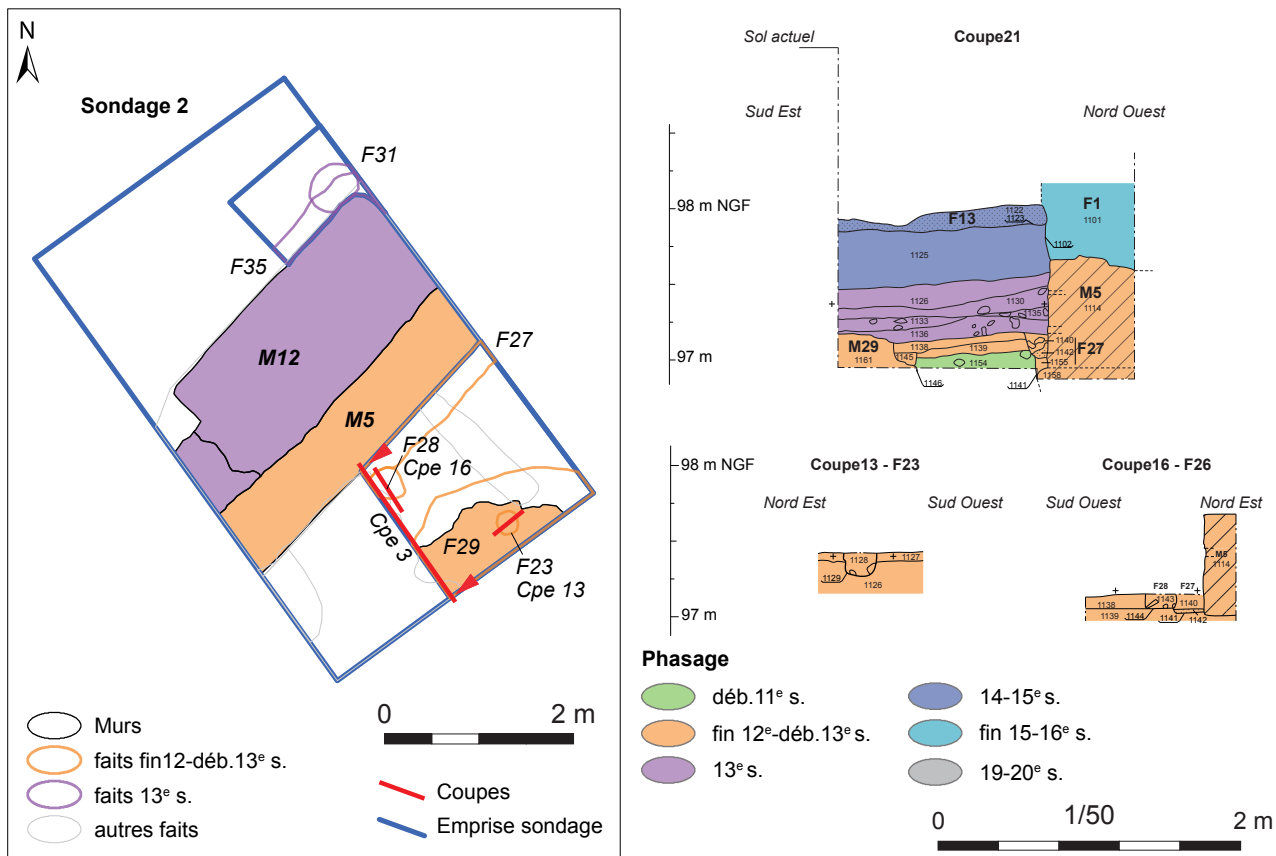 N
Sondage 2
F31
F35
M12
F27
M5
F28
Cpe 16
Cpe 3
F29
F23
Cpe 13
Murs
faits fin12-déb.13e s.
faits 13e s.
autres faits
0 2 m
Coupes
Emprise sondage
Sol actuel
Coupe21
Sud Est
Nord Ouest
98 m NGF
F13
1122
1123
F1
1101
1102
1125
1126
1130
1135
M5
1114
1133
1136
M29
1161
1138
1139
1140
1142
F27
1145
1154
1155
1158
1146
1141
97 m
98 m NGF
Coupe13 - F23
Coupe16 - F26
Nord Est
Sud Ouest
Sud Ouest
Nord Est
1128
1127
1129
1126
M5
1114
F28
F27
1138
1143
1140
1139
1144
1141
1142
97 m
Phasage
déb.11e s.
14-15e s.
fin 12e-déb.13e s.
fin 15-16e s.
13e s.
19-20e s.
1/50
0 2 m